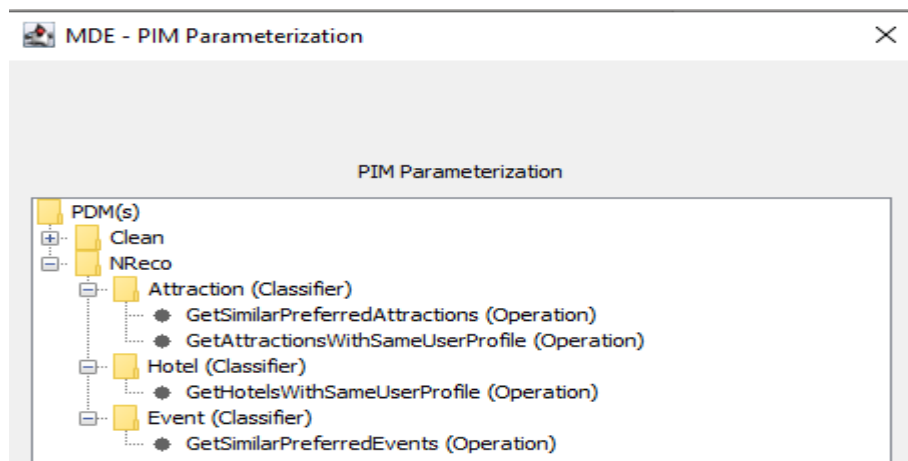 MDE - PIM Parameterization
PIM Parameterization
PDM(s)
Clean
NReco
Attraction (Classifier)
GetSimilarPreferredAttractions (Operation)
GetAttractionsWithSameUserProfile (Operation)
Hotel (Classifier)
GetHotelsWithSameUserProfile (Operation)
Event (Classifier)
GetSimilarPreferredEvents (Operation)